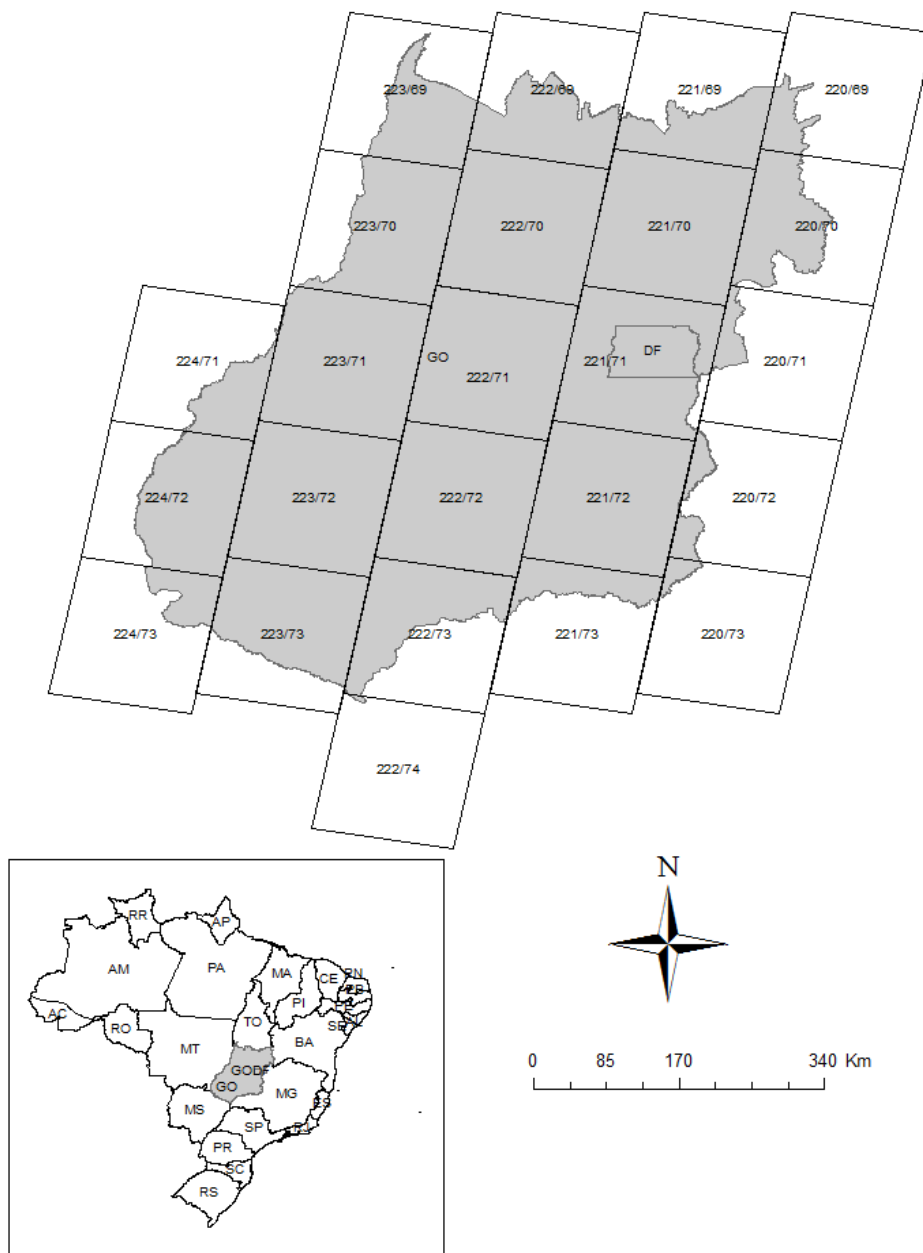 223/69 222/69 221/69 220/69
223/70 222/70 221/70 220/70
224/71 223/71 GO 222/71 221/71 DF 220/71
224/72 223/72 222/72 221/72 220/72
224/73 223/73 222/73 221/73 220/73
222/74
N
0 85 170 340 Km
RR AP
AM PA MA CE RN
PB
AC RO TO PI PE AL
SE
MT BA
GO DF
GO MG
MS ES
SP RJ
PR
SC
RS